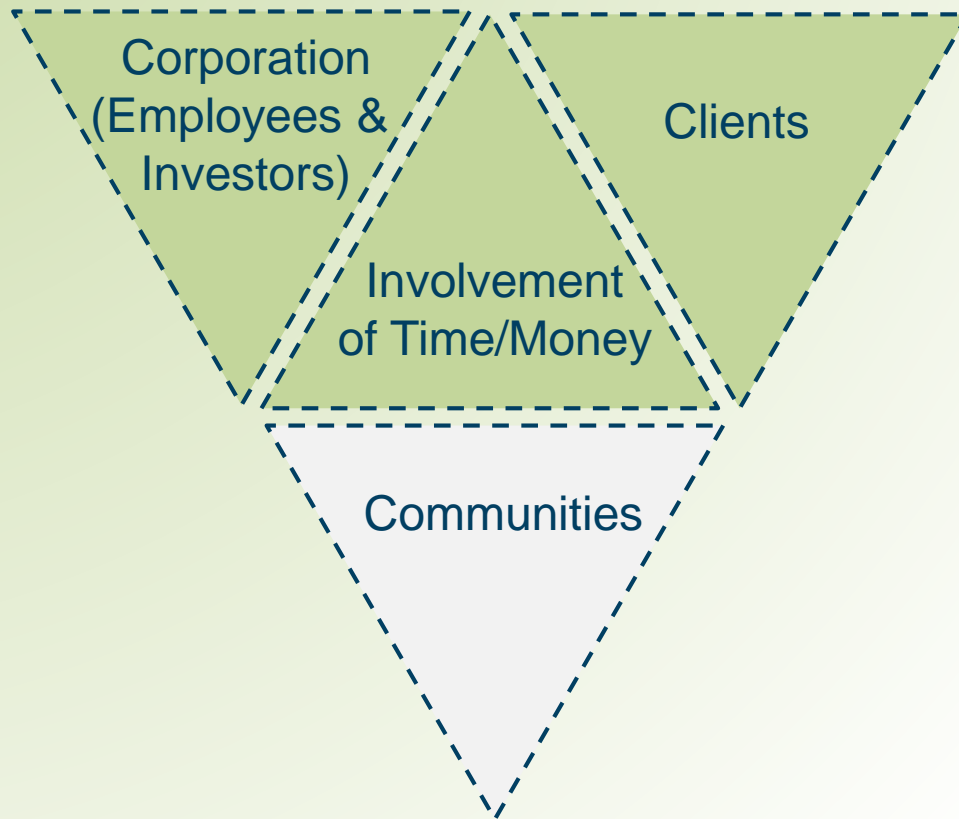 Corporation
(Employees &
Investors)
Clients
Involvement
of Time/Money
Communities